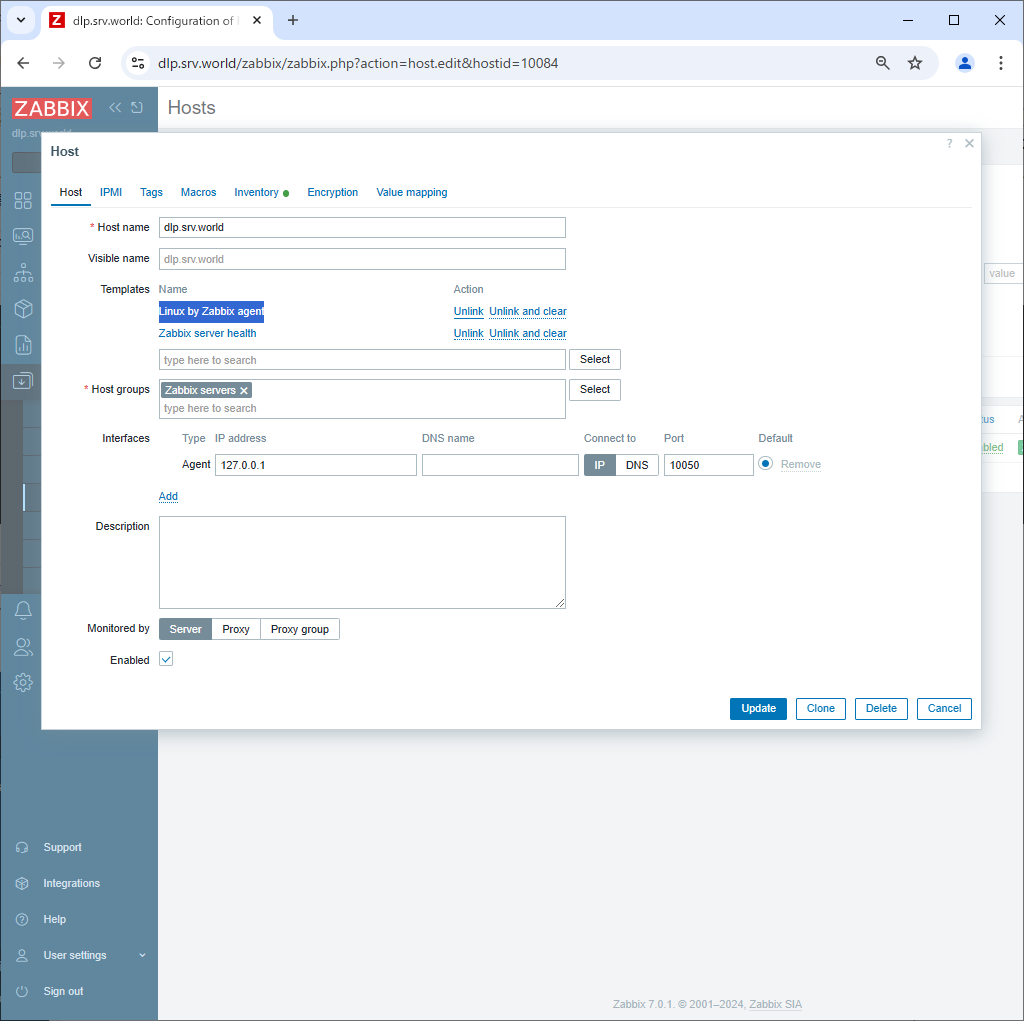 dlp.srv.world: Configuration of
dlp.srv.world/zabbix/zabbix.php?action=host.edit&hostid=10084
ZABBIX
Hosts
Host
?
Host IPMI Tags Macros Inventory Encryption Value mapping
* Host name dlp.srv.world
Visible name dlp.srv.world
value
Templates Name Action
Linux by Zabbix agent Unlink Unlink and clear
Zabbix server health Unlink Unlink and clear
type here to search Select
* Host groups Zabbix servers Select
type here to search
Interfaces Type IP address DNS name Connect to Port Default
Agent 127.0.0.1 IP DNS 10050 Remove
Add
Description
Monitored by Server Proxy Proxy group
Enabled
Update Clone Delete Cancel
Support
Integrations
Help
User settings
Sign out
Zabbix 7.0.1. © 2001–2024, Zabbix SIA